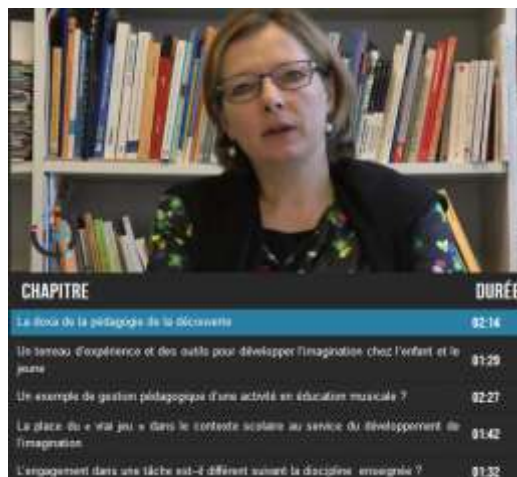 CHAPITRE DURÉE
La doxa de la pédagogie de la découverte 02:14
Un terreau d'expérience et des outils pour développer l'imagination chez l'enfant et le
jeune 01:29
Un exemple de gestion pédagogique d'une activité en éducation musicale ? 02:27
La place du « vrai jeu » dans le contexte scolaire au service du développement de
l'imagination 01:42
L'engagement dans une tâche est-il différent suivant la discipline enseignée ? 01:32